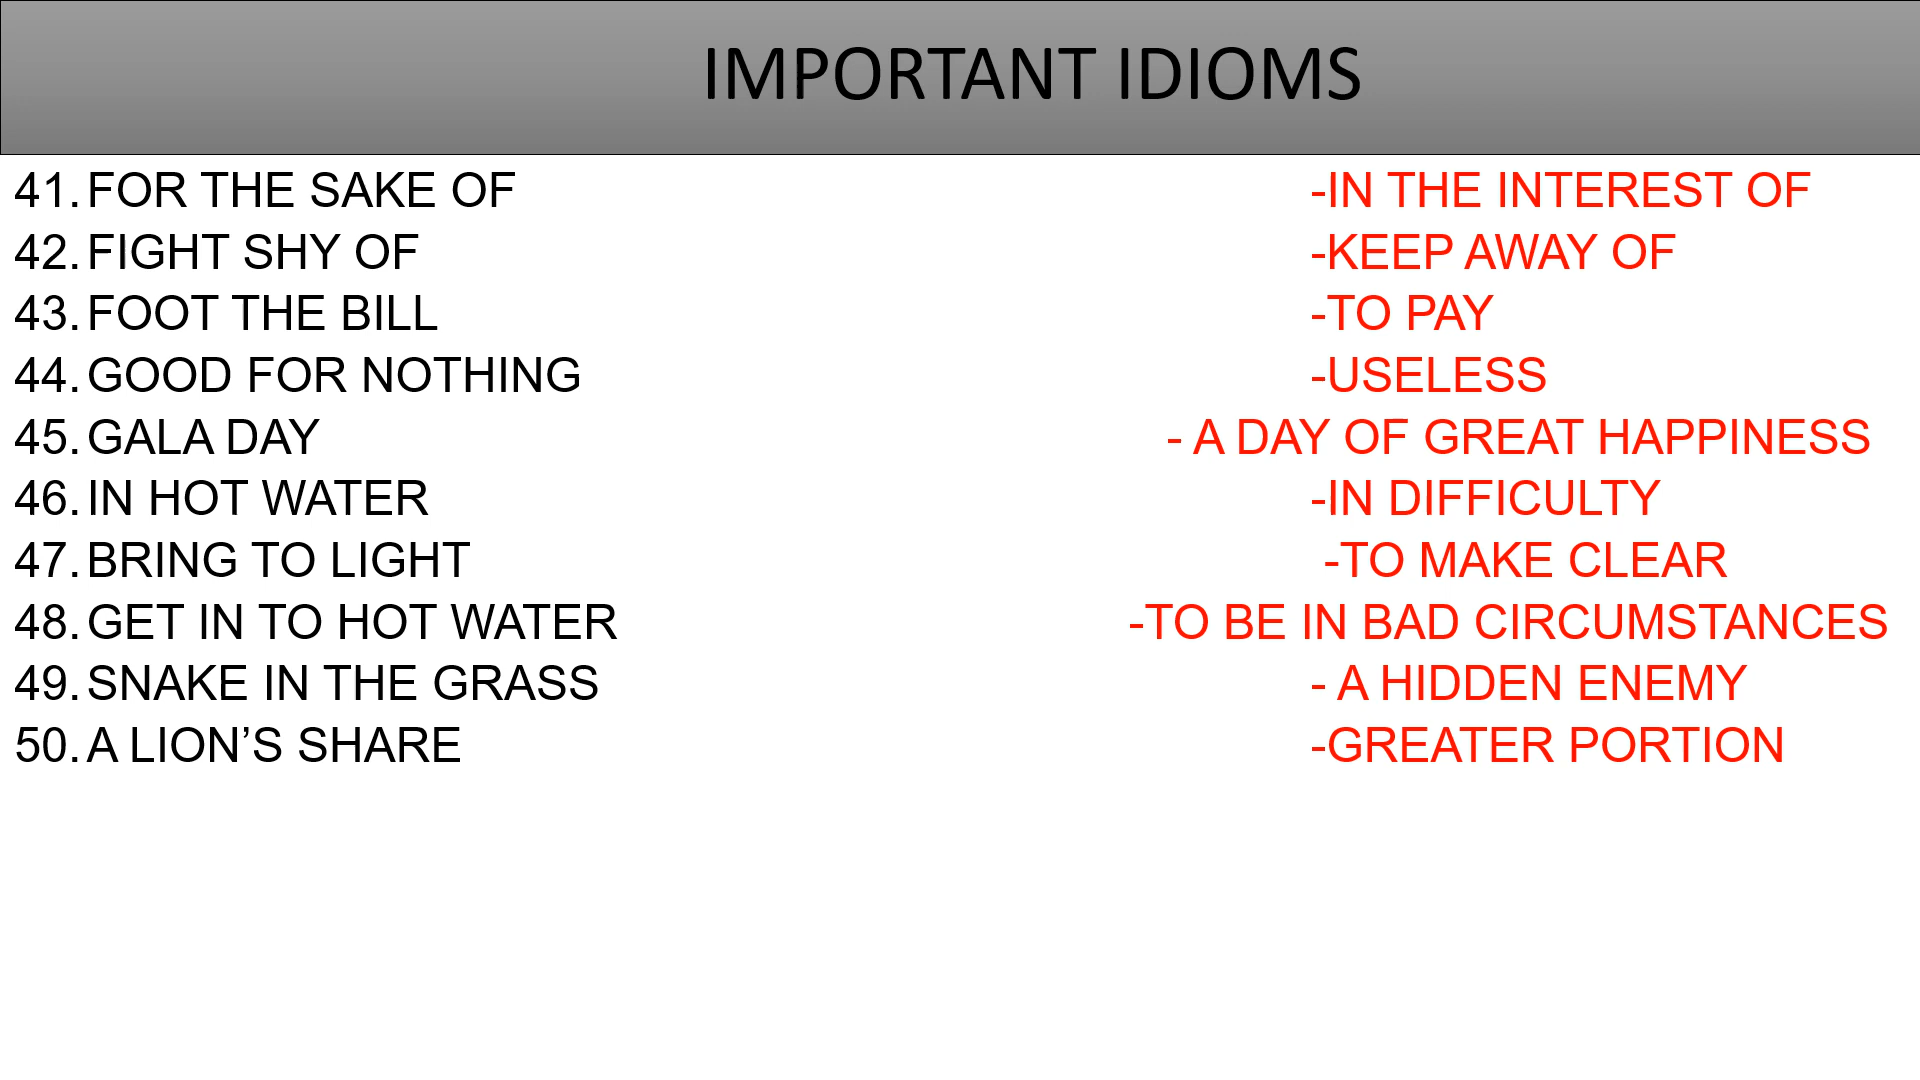 IMPORTANT IDIOMS
41. FOR THE SAKE OF -IN THE INTEREST OF
42. FIGHT SHY OF -KEEP AWAY OF
43. FOOT THE BILL -TO PAY
44. GOOD FOR NOTHING -USELESS
45. GALA DAY - A DAY OF GREAT HAPPINESS
46. IN HOT WATER -IN DIFFICULTY
47. BRING TO LIGHT -TO MAKE CLEAR
48. GET IN TO HOT WATER -TO BE IN BAD CIRCUMSTANCES
49. SNAKE IN THE GRASS - A HIDDEN ENEMY
50. A LION’S SHARE -GREATER PORTION